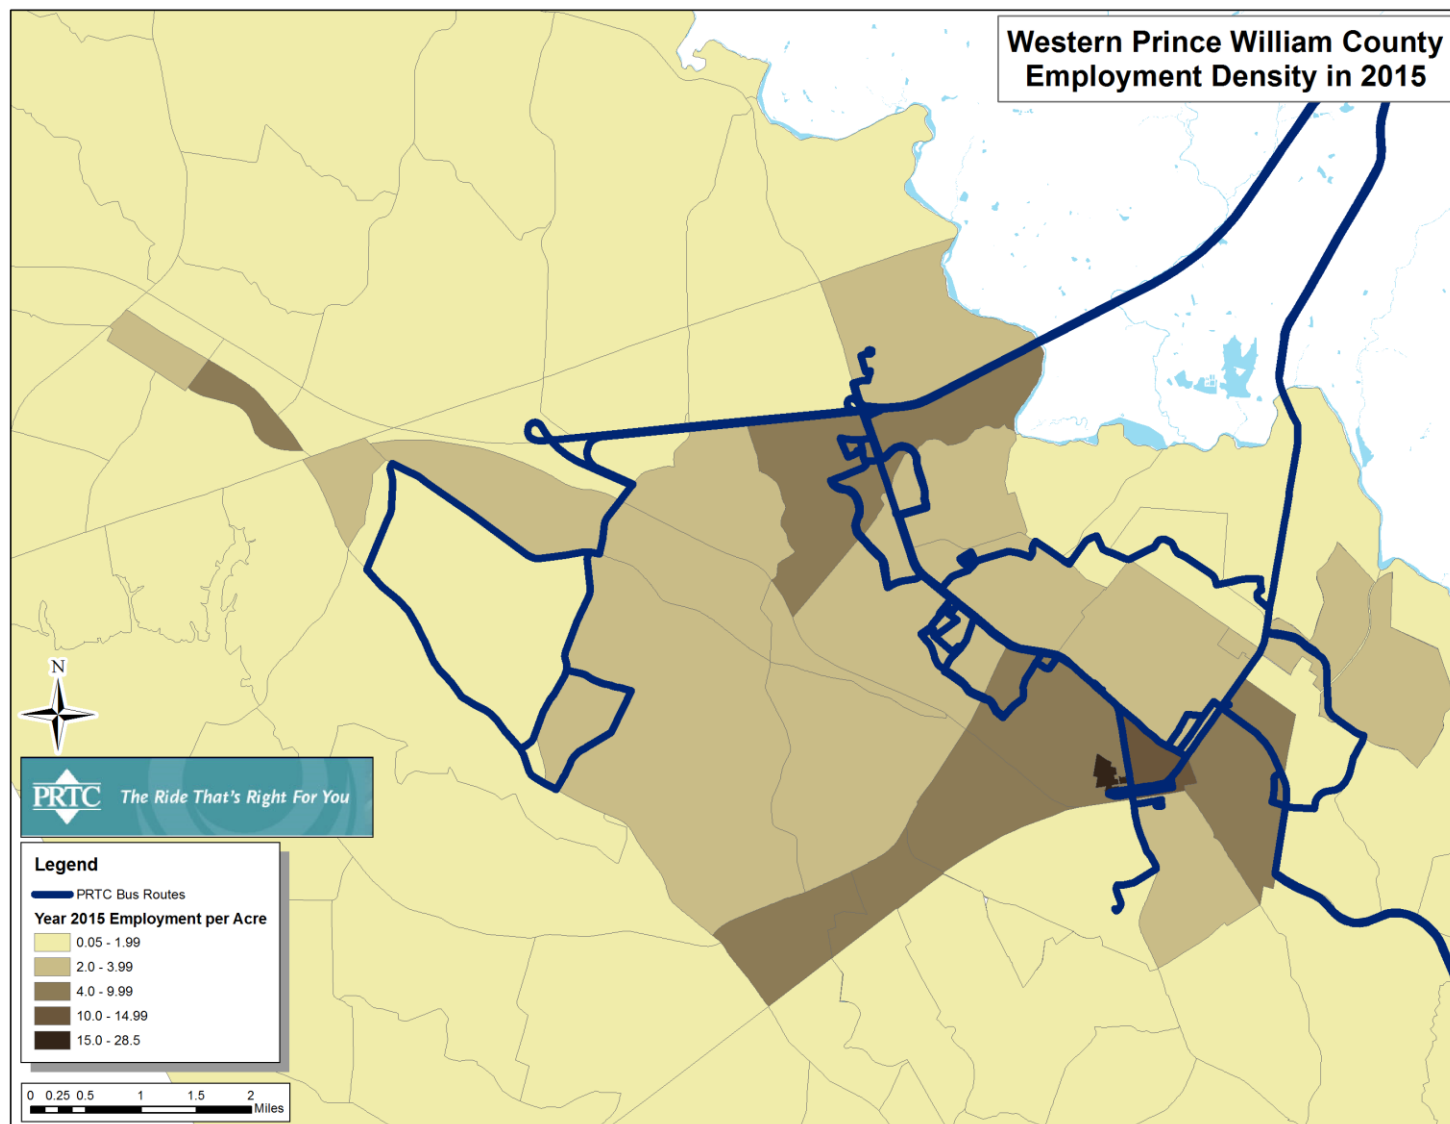 Western Prince William County
Employment Density in 2015
N
PRTC The Ride That's Right For You
Legend
PRTC Bus Routes
Year 2015 Employment per Acre
0.05 - 1.99
2.0 - 3.99
4.0 - 9.99
10.0 - 14.99
15.0 - 28.5
0 0.25 0.5 1 1.5 2
Miles